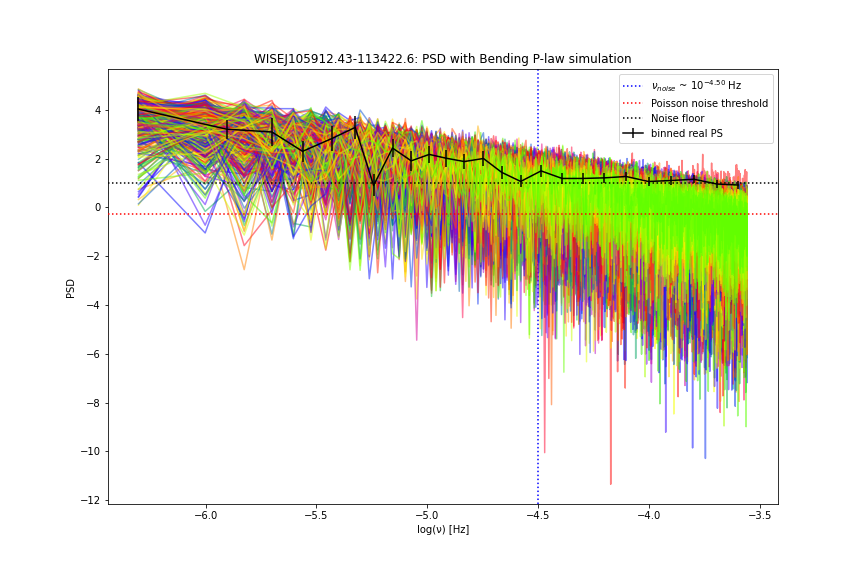 WISEJ105912.43-113422.6: PSD with Bending P-law simulation
ν_noise ~ 10^−4.50 Hz
Poisson noise threshold
Noise floor
binned real PS
PSD
4
2
0
−2
−4
−6
−8
−10
−12
−6.0 −5.5 −5.0 −4.5 −4.0 −3.5
log(ν) [Hz]